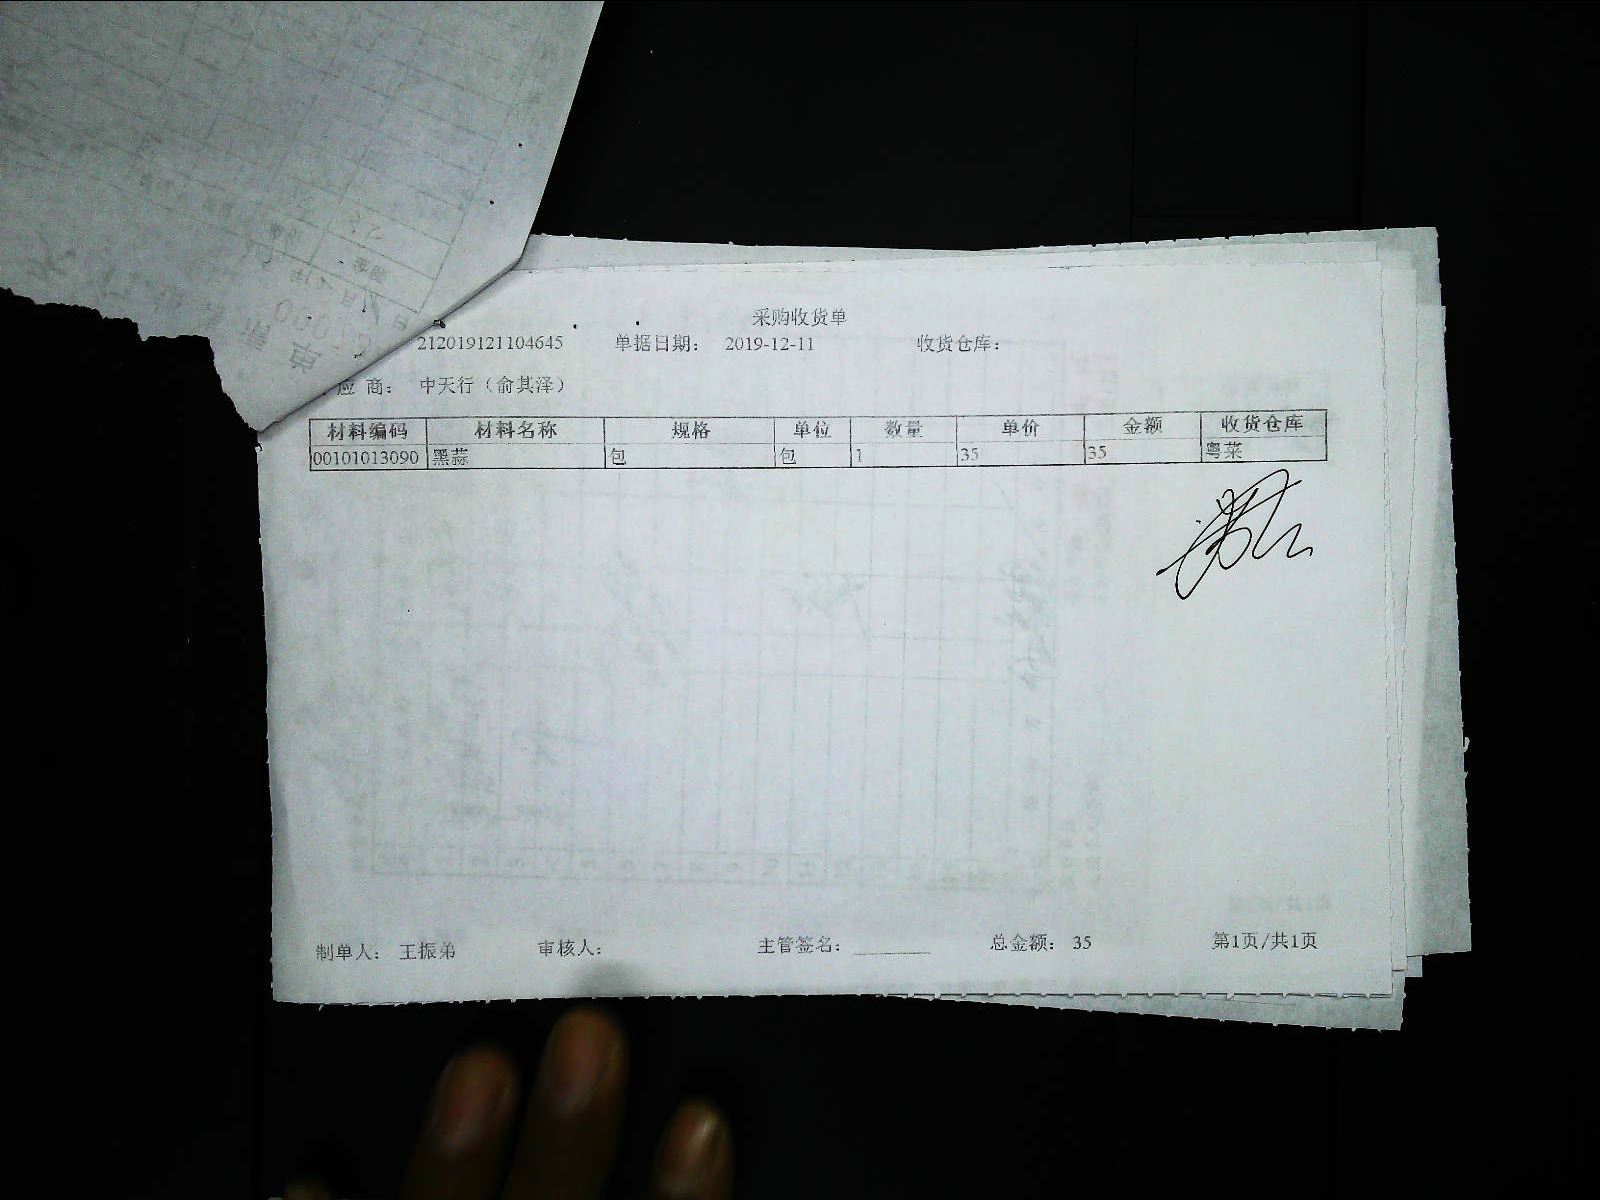 采购收货单
212019121104645 单据日期： 2019-12-11 收货仓库：
应 商： 中天行（俞其泽）
材料编码 材料名称 规格 单位 数量 单价 金额 收货仓库
00101013090 黑蒜 包 包 1 35 35 粤菜
制单人： 王振弟 审核人： 主管签名： 总金额： 35 第1页/共1页